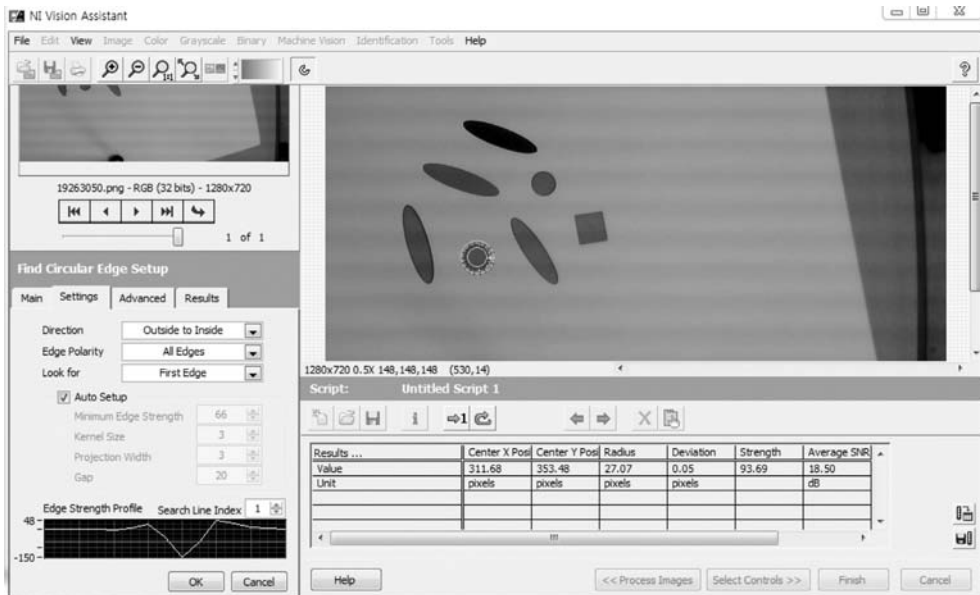 NI Vision Assistant
File Edit View Image Color Grayscale Binary Machine Vision Identification Tools Help
1:1
19263050.png - RGB (32 bits) - 1280x720
1 of 1
Find Circular Edge Setup
Main Settings Advanced Results
Direction Outside to Inside
Edge Polarity All Edges
Look for First Edge
Auto Setup
Minimum Edge Strength 66
Kernel Size 3
Projection Width 3
Gap 20
Edge Strength Profile Search Line Index 1
48
-150
OK Cancel
1280x720 0.5X 148,148,148 (530,14)
Script: Untitled Script 1
1
Results ... Center X Posi Center Y Posi Radius Deviation Strength Average SNR
Value 311.68 353.48 27.07 0.05 93.69 18.50
Unit pixels pixels pixels pixels dB
Help << Process Images Select Controls >> Finish Cancel